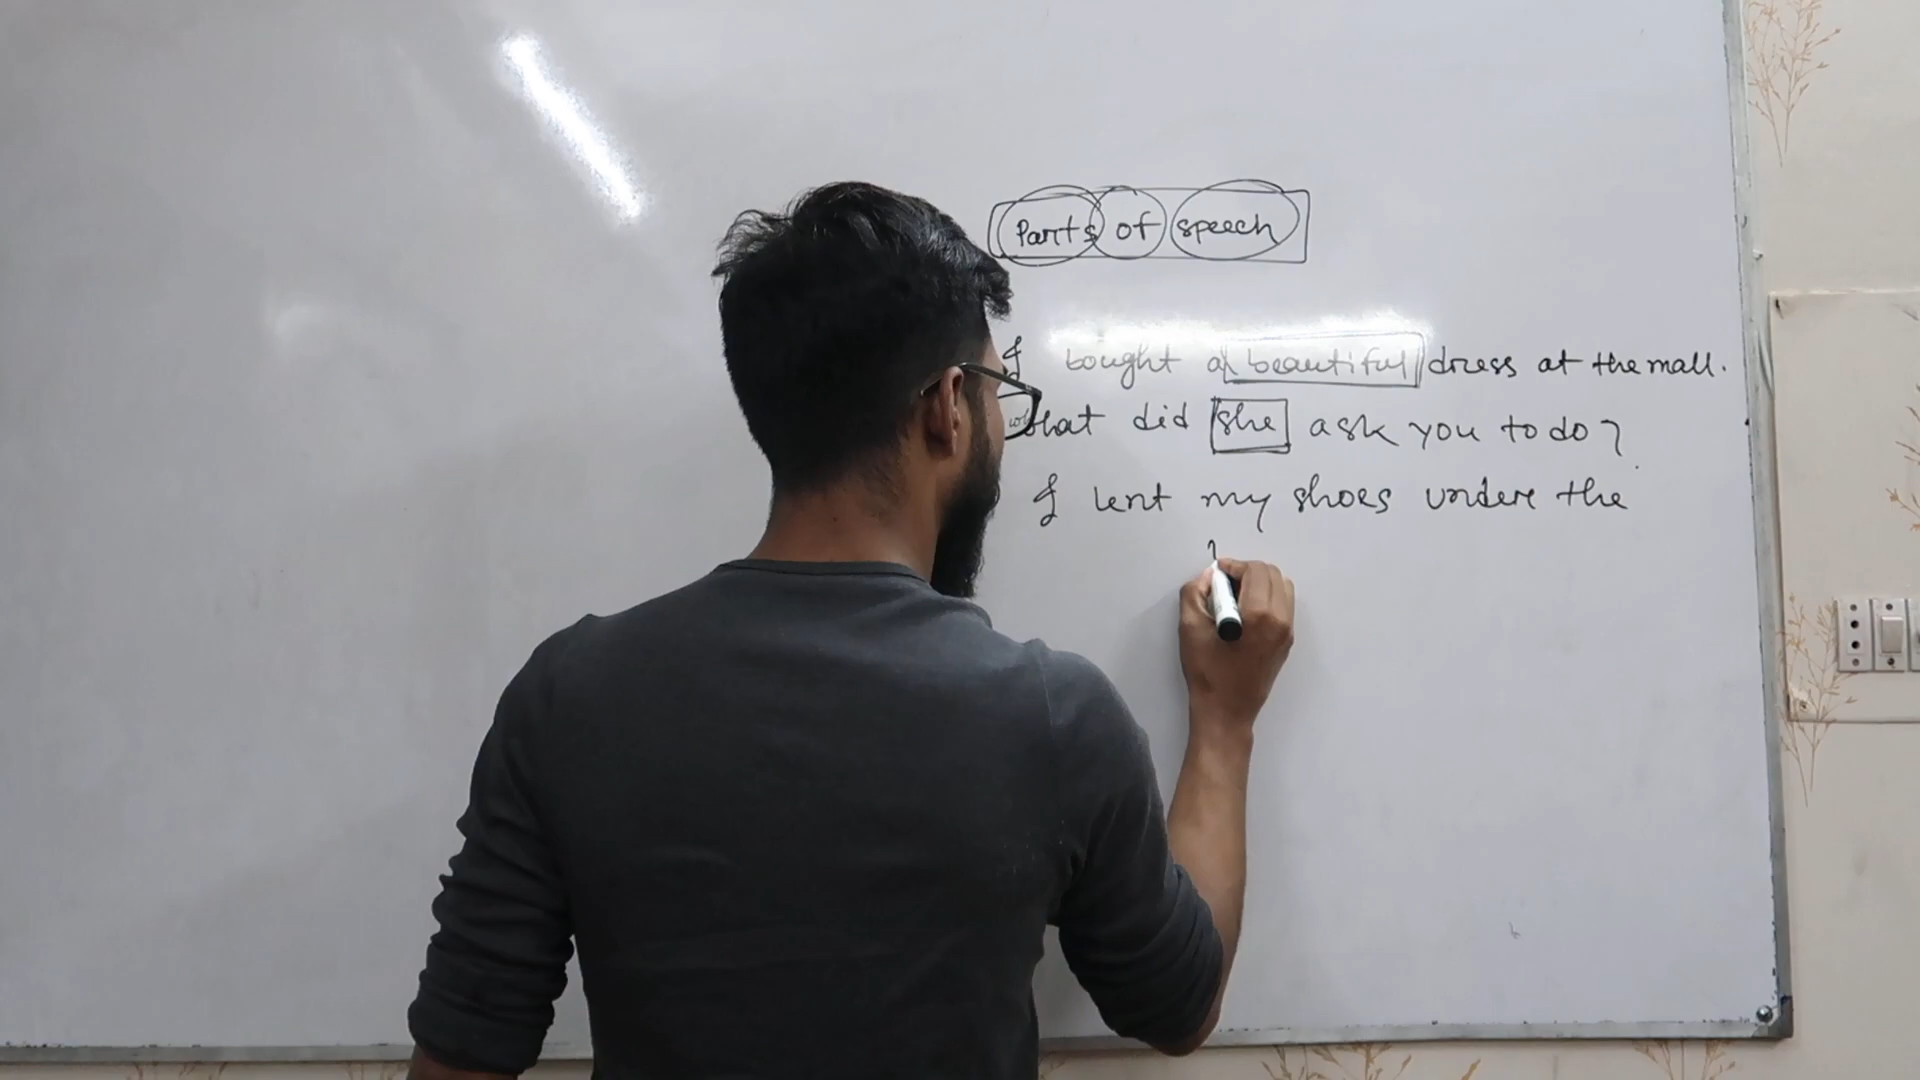 Parts of speech
I bought a beautiful dress at the mall.
what did she ask you to do?
I lent my shoes under the